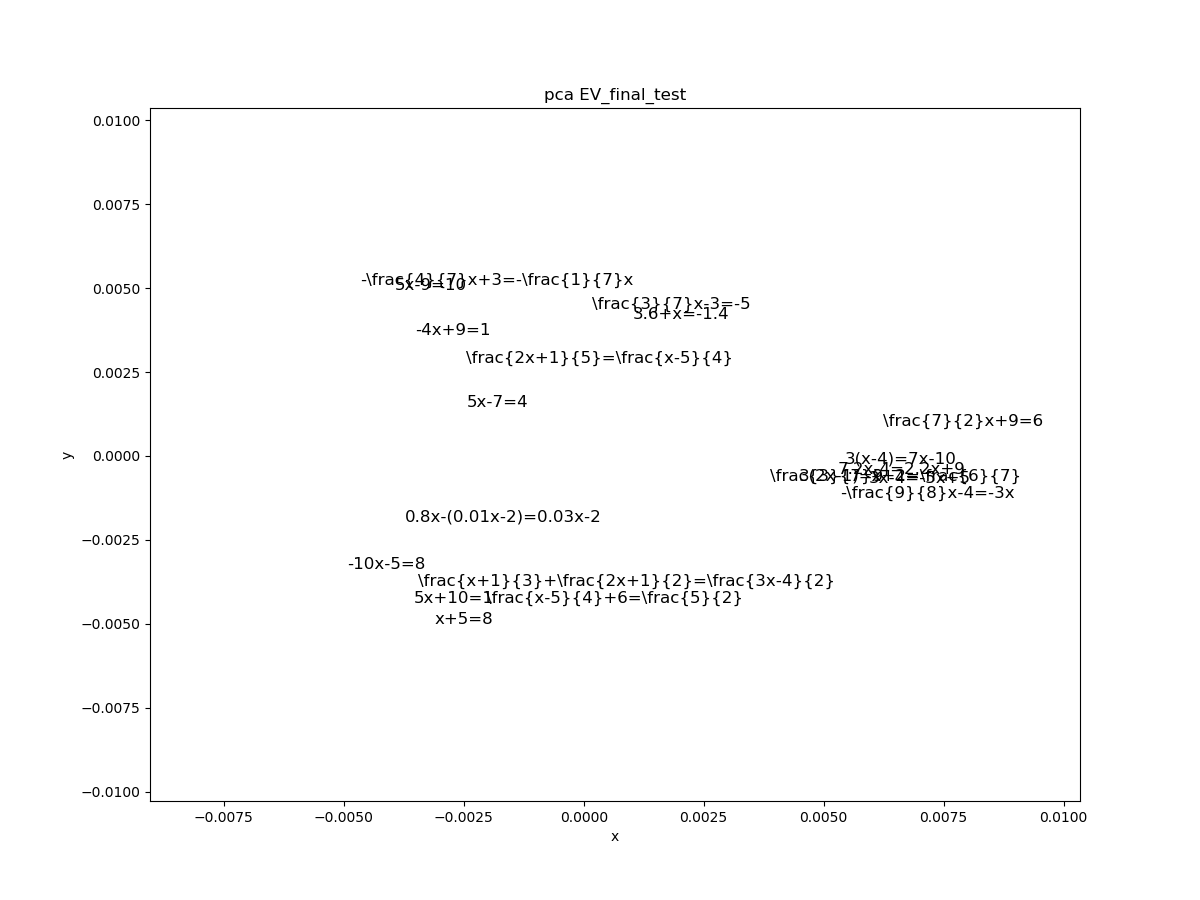 pca EV_final_test
0.0100
0.0075
0.0050
0.0025
0.0000
−0.0025
−0.0050
−0.0075
−0.0100
y
-\frac{4}{7}x+3=-\frac{1}{7}x
5x-9=10
\frac{3}{7}x-3=-5
3.6+x=-1.4
-4x+9=1
\frac{2x+1}{5}=\frac{x-5}{4}
5x-7=4
\frac{7}{2}x+9=6
3(x-4)=7x-10
7.2x-4=2.2x+9
-\frac{9}{8}x-4=-3x
0.8x-(0.01x-2)=0.03x-2
-10x-5=8
\frac{x+1}{3}+\frac{2x+1}{2}=\frac{3x-4}{2}
5x+10=1
\frac{x-5}{4}+6=\frac{5}{2}
x+5=8
−0.0075 −0.0050 −0.0025 0.0000 0.0025 0.0050 0.0075 0.0100
x